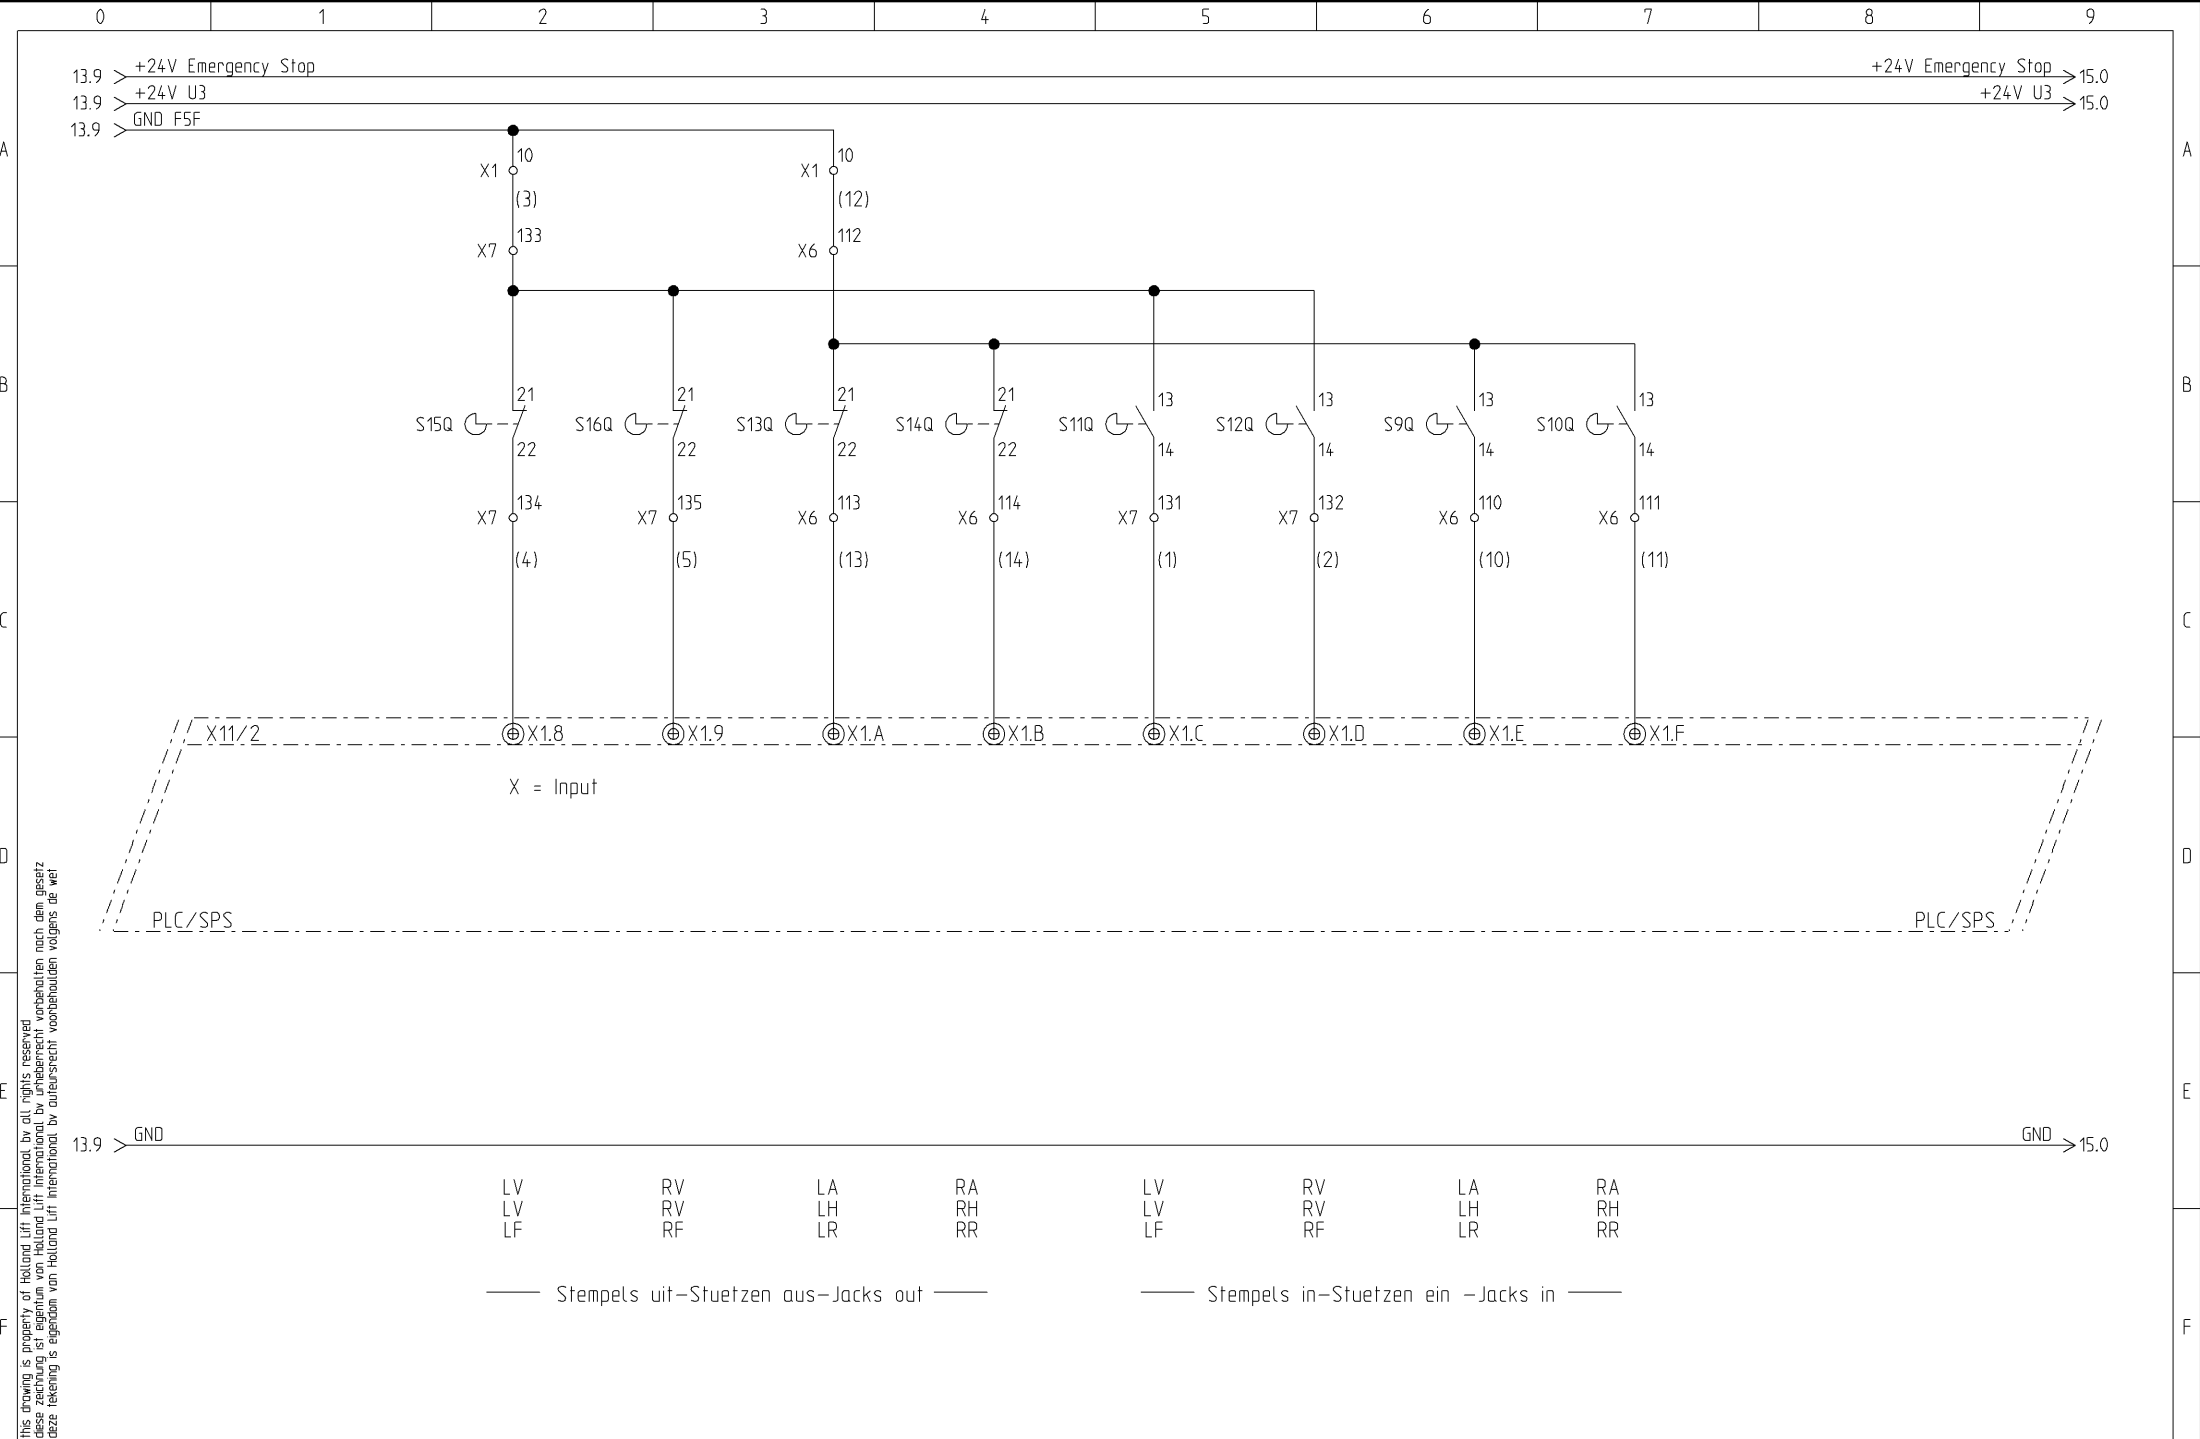 0 1 2 3 4 5 6 7 8 9
13.9 +24V Emergency Stop +24V Emergency Stop 15.0
13.9 +24V U3 +24V U3 15.0
13.9 GND F5F
A A
10 10
X1 X1
(3) (12)
133 112
X7 X6
B B
21 21 21 21 13 13 13 13
S15Q S16Q S13Q S14Q S11Q S12Q S9Q S10Q
22 22 22 22 14 14 14 14
134 135 113 114 131 132 110 111
X7 X7 X6 X6 X7 X7 X6 X6
(4) (5) (13) (14) (1) (2) (10) (11)
C C
X11/2 X1.8 X1.9 X1.A X1.B X1.C X1.D X1.E X1.F
X = Input
D D
PLC/SPS PLC/SPS
E E
13.9 GND GND 15.0
LV RV LA RA LV RV LA RA
LV RV LH RH LV RV LH RH
LF RF LR RR LF RF LR RR
Stempels uit-Stuetzen aus-Jacks out Stempels in-Stuetzen ein -Jacks in
F F
this drawing is property of Holland Lift International bv all rights reserved
diese zeichnung ist eigentum von Holland Lift International bv urheberrecht vorbehalten nach dem gesetz
deze tekening is eigendom van Holland Lift International bv auteursrecht voorbehoulden volgens de wet